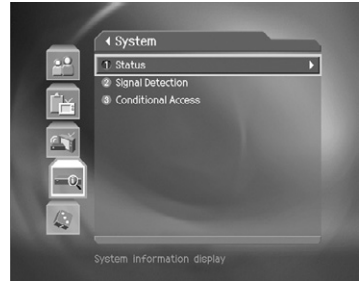 System
1 Status
2 Signal Detection
3 Conditional Access
System information display